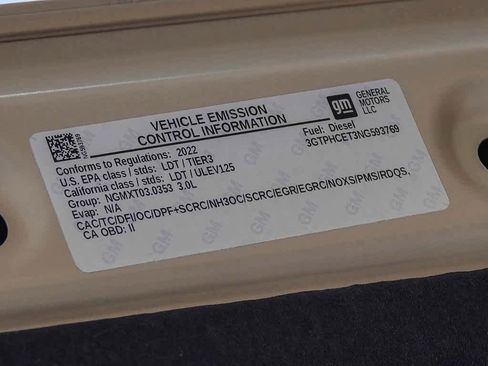 VEHICLE EMISSION
CONTROL INFORMATION
gm
GENERAL
MOTORS
LLC
Conforms to Regulations: 2022
Fuel: Diesel
U.S. EPA class / stds: LDT / TIER3
3GTPHCET3NG593769
California class / stds: LDT / ULEV125
Group: NGMXT03.0353 3.0L
Evap: N/A
CAC/TC/DFI/OC/DPF+SCRC/NH3OC/SCRC/EGR/EGRC/NOXS/PMS/RDQS,
CA OBD: II